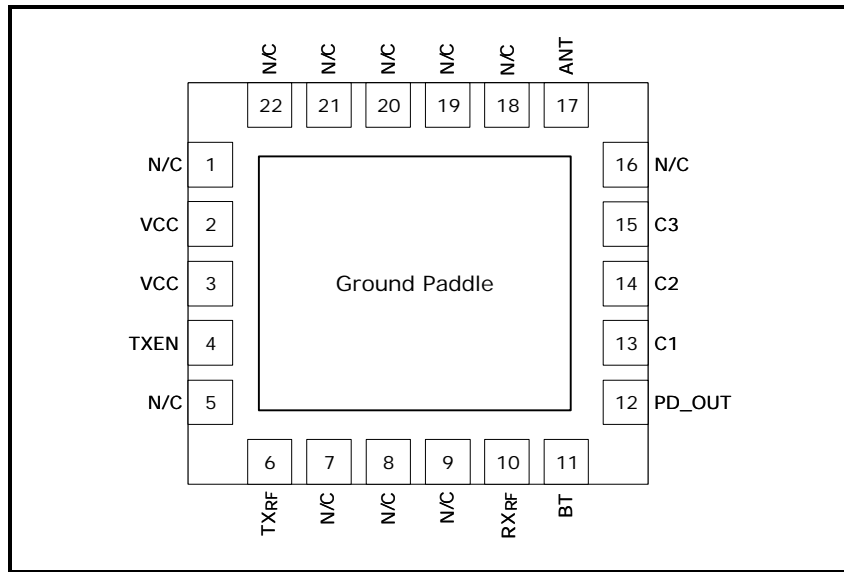 N/C N/C N/C N/C N/C ANT
22 21 20 19 18 17
N/C 1 16 N/C
VCC 2 15 C3
VCC 3 Ground Paddle 14 C2
TXEN 4 13 C1
N/C 5 12 PD_OUT
6 7 8 9 10 11
TXRF N/C N/C N/C RXRF BT